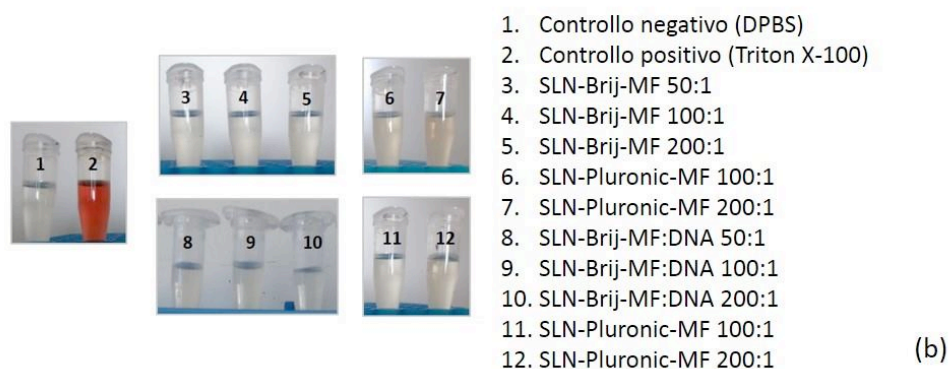 1. Controllo negativo (DPBS)
2. Controllo positivo (Triton X-100)
3. SLN-Brij-MF 50:1
4. SLN-Brij-MF 100:1
5. SLN-Brij-MF 200:1
6. SLN-Pluronic-MF 100:1
7. SLN-Pluronic-MF 200:1
8. SLN-Brij-MF:DNA 50:1
9. SLN-Brij-MF:DNA 100:1
10. SLN-Brij-MF:DNA 200:1
11. SLN-Pluronic-MF 100:1
12. SLN-Pluronic-MF 200:1
3 4 5
6 7
1 2
8 9 10
11 12
(b)